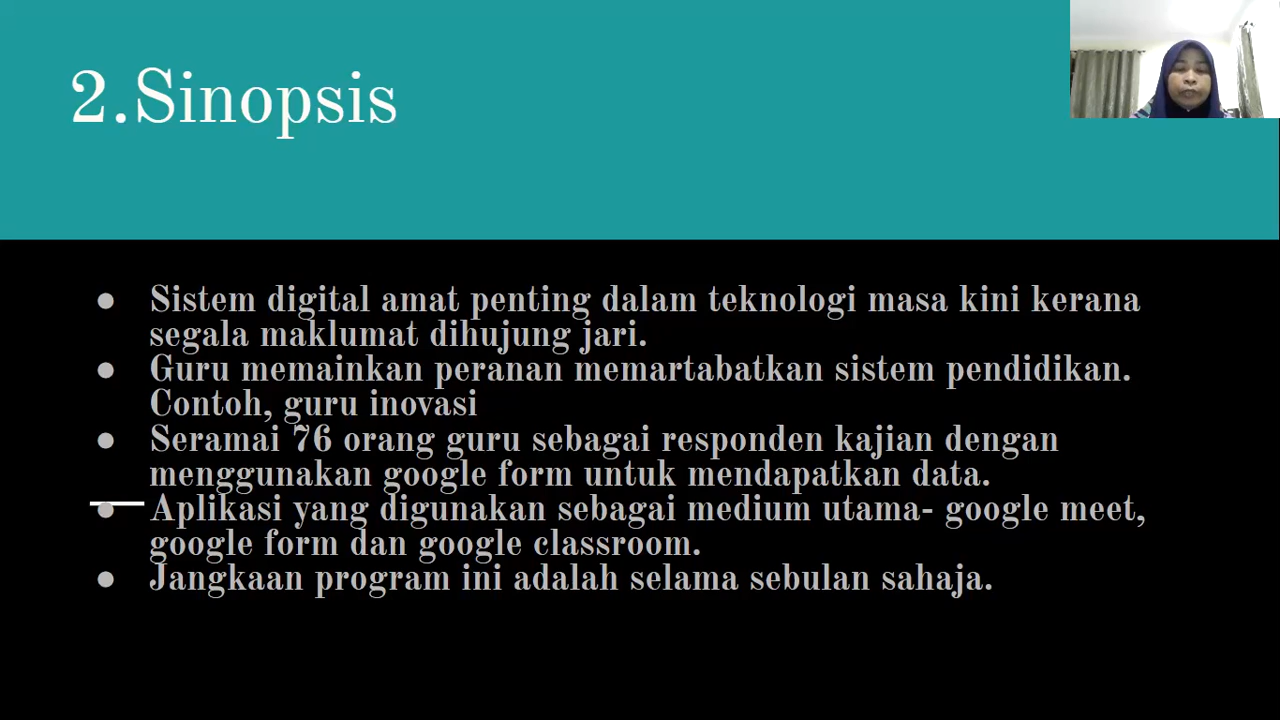 2.Sinopsis
● Sistem digital amat penting dalam teknologi masa kini kerana
segala maklumat dihujung jari.
● Guru memainkan peranan memartabatkan sistem pendidikan.
Contoh, guru inovasi
● Seramai 76 orang guru sebagai responden kajian dengan
menggunakan google form untuk mendapatkan data.
● Aplikasi yang digunakan sebagai medium utama- google meet,
google form dan google classroom.
● Jangkaan program ini adalah selama sebulan sahaja.